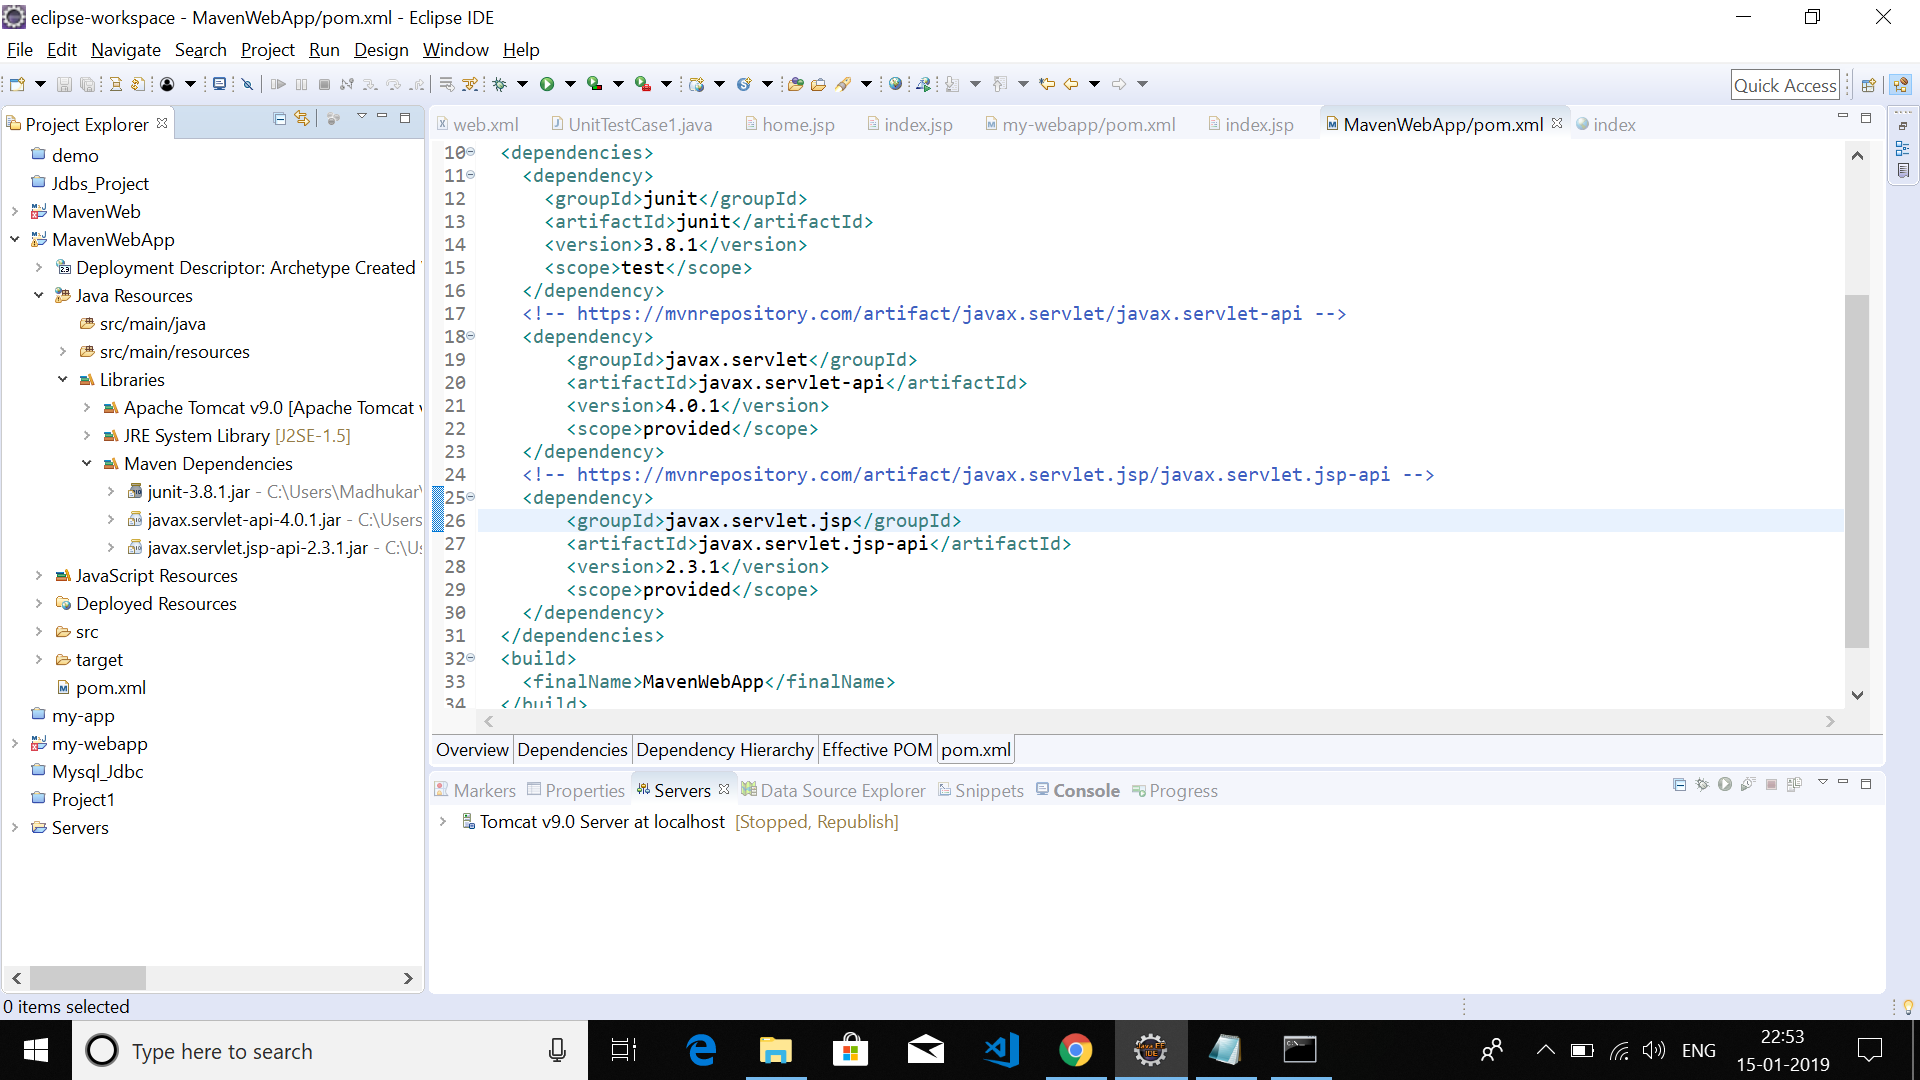 eclipse-workspace - MavenWebApp/pom.xml - Eclipse IDE
File Edit Navigate Search Project Run Design Window Help
Quick Access
Project Explorer
demo
Jdbs_Project
MavenWeb
MavenWebApp
Deployment Descriptor: Archetype Created
Java Resources
src/main/java
src/main/resources
Libraries
Apache Tomcat v9.0 [Apache Tomcat v
JRE System Library [J2SE-1.5]
Maven Dependencies
junit-3.8.1.jar - C:\Users\Madhukar\
javax.servlet-api-4.0.1.jar - C:\Users
javax.servlet.jsp-api-2.3.1.jar - C:\Us
JavaScript Resources
Deployed Resources
src
target
pom.xml
my-app
my-webapp
Mysql_Jdbc
Project1
Servers
web.xml UnitTestCase1.java home.jsp index.jsp my-webapp/pom.xml index.jsp MavenWebApp/pom.xml index
10 <dependencies>
11 <dependency>
12 <groupId>junit</groupId>
13 <artifactId>junit</artifactId>
14 <version>3.8.1</version>
15 <scope>test</scope>
16 </dependency>
17 <!-- https://mvnrepository.com/artifact/javax.servlet/javax.servlet-api -->
18 <dependency>
19 <groupId>javax.servlet</groupId>
20 <artifactId>javax.servlet-api</artifactId>
21 <version>4.0.1</version>
22 <scope>provided</scope>
23 </dependency>
24 <!-- https://mvnrepository.com/artifact/javax.servlet.jsp/javax.servlet.jsp-api -->
25 <dependency>
26 <groupId>javax.servlet.jsp</groupId>
27 <artifactId>javax.servlet.jsp-api</artifactId>
28 <version>2.3.1</version>
29 <scope>provided</scope>
30 </dependency>
31 </dependencies>
32 <build>
33 <finalName>MavenWebApp</finalName>
34 </build>
Overview Dependencies Dependency Hierarchy Effective POM pom.xml
Markers Properties Servers Data Source Explorer Snippets Console Progress
Tomcat v9.0 Server at localhost [Stopped, Republish]
0 items selected
Type here to search
ENG
22:53
15-01-2019